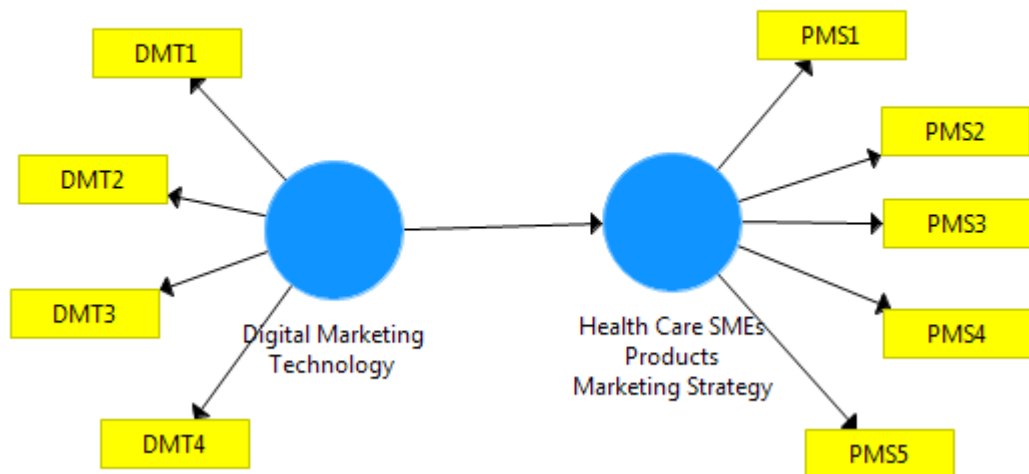 DMT1
DMT2
DMT3
DMT4
Digital Marketing
Technology
Health Care SMEs
Products
Marketing Strategy
PMS1
PMS2
PMS3
PMS4
PMS5